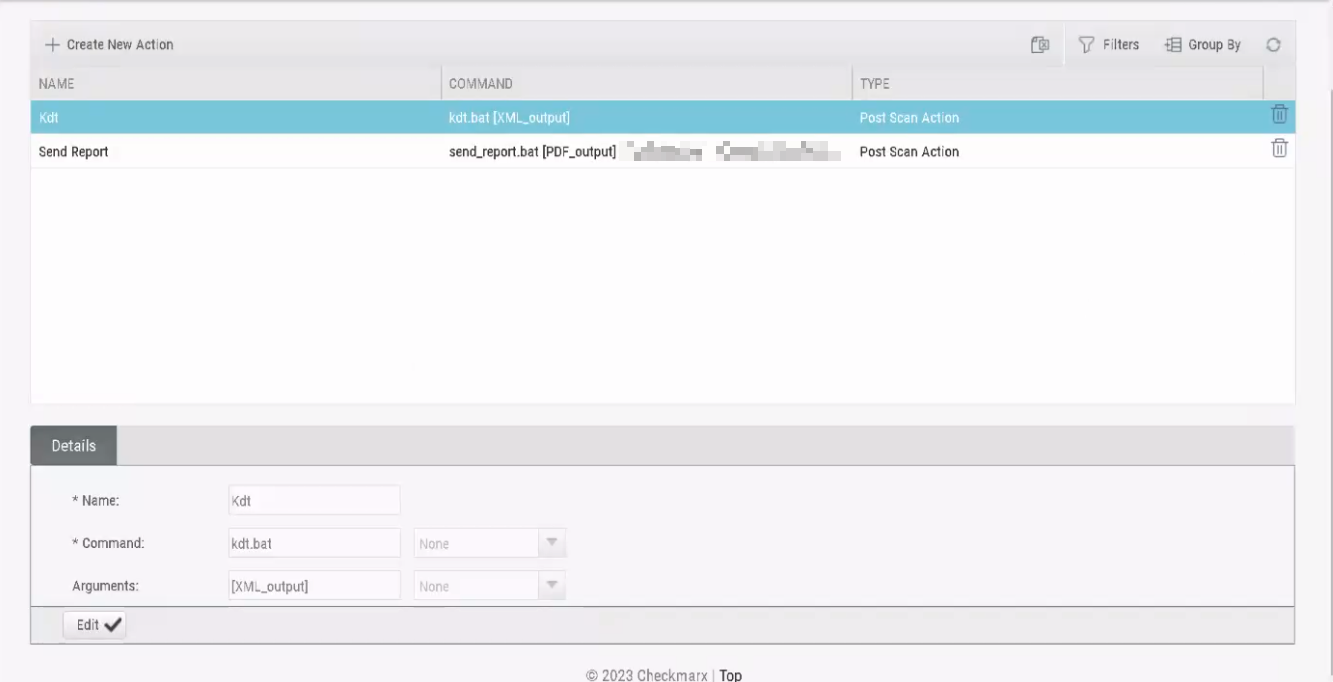 Create New Action Filters Group By
NAME COMMAND TYPE
Kdt kdt.bat [XML_output] Post Scan Action
Send Report send_report.bat [PDF_output] Post Scan Action
Details
* Name: Kdt
* Command: kdt.bat None
Arguments: [XML_output] None
Edit
© 2023 Checkmarx | Top